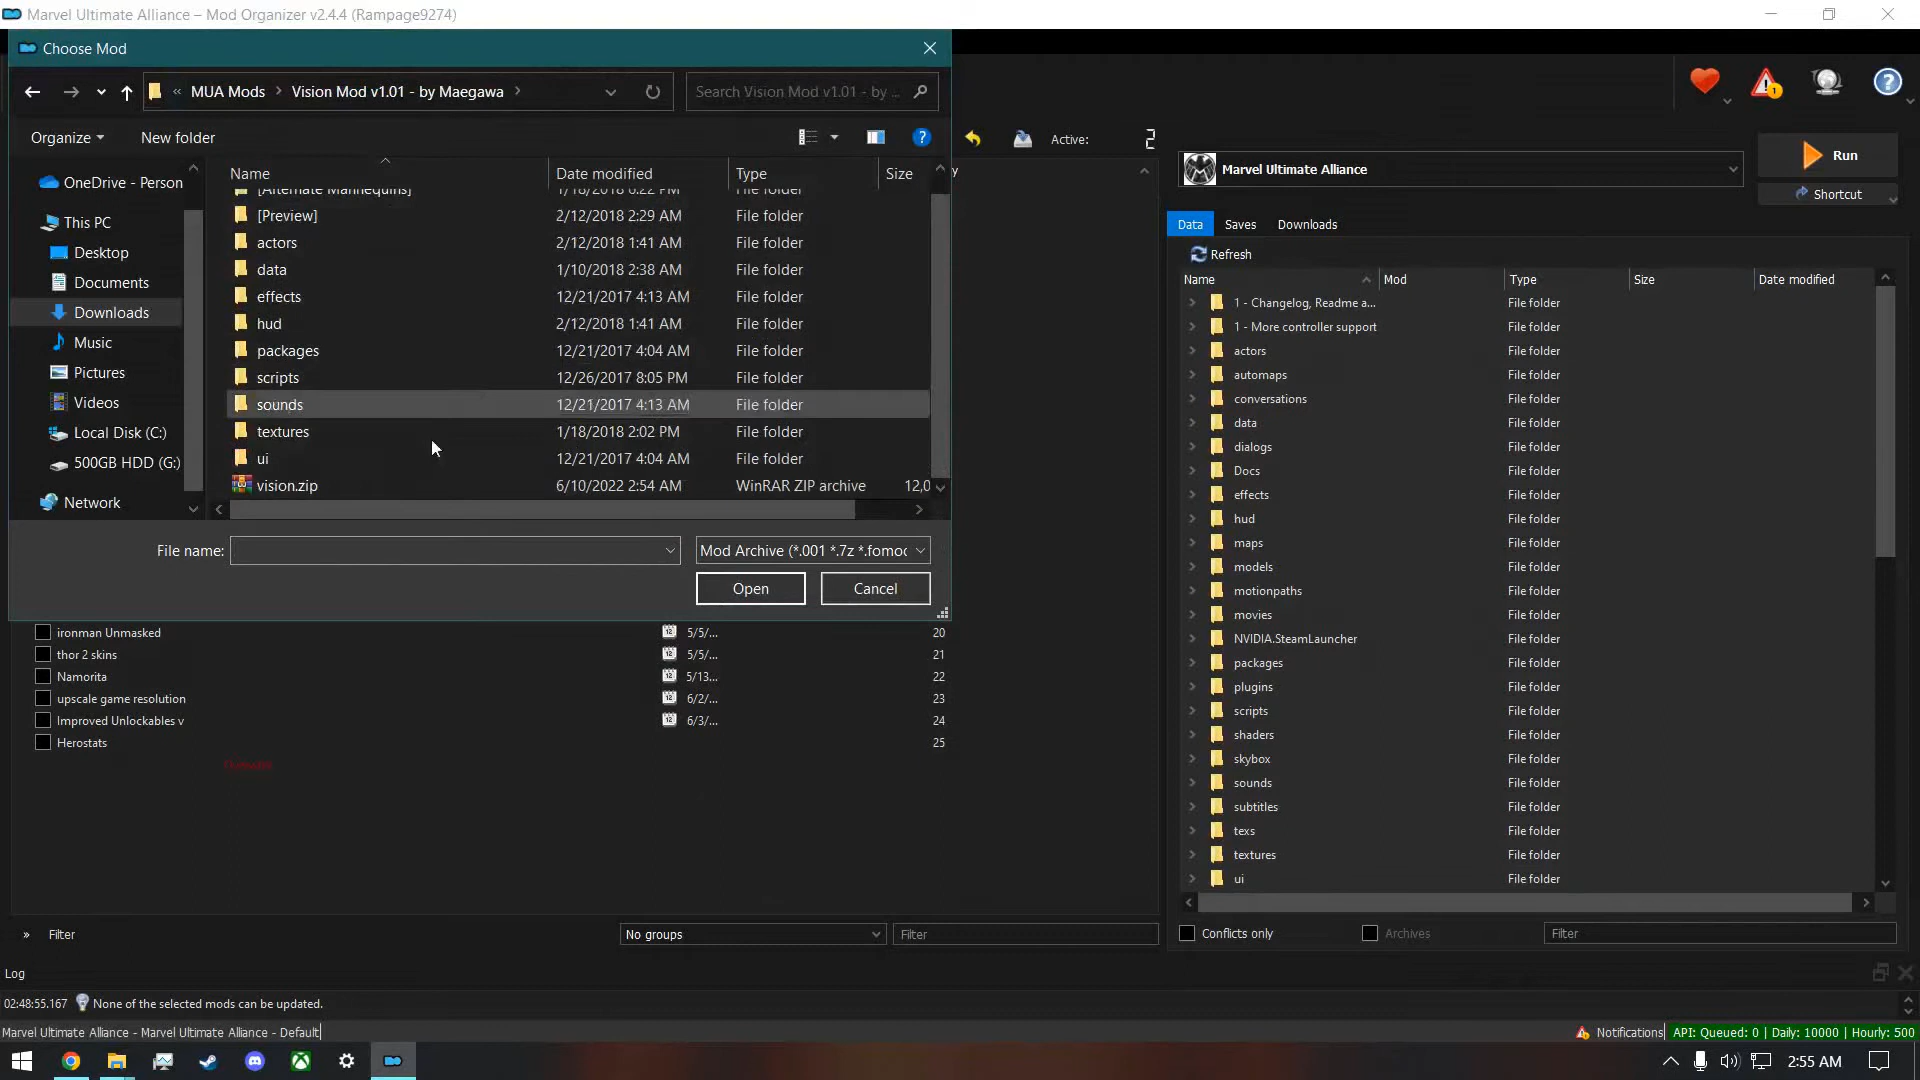 Marvel Ultimate Alliance – Mod Organizer v2.4.4 (Rampage9274)
Choose Mod
« MUA Mods › Vision Mod v1.01 - by Maegawa ›
Search Vision Mod v1.01 - by ...
Organize
New folder
Active: 2
Name
Date modified
Type
Size
OneDrive - Person
This PC
Desktop
Documents
Downloads
Music
Pictures
Videos
Local Disk (C:)
500GB HDD (G:)
Network
[Alternate Mannequins] 1/18/2018 6:22 PM File folder
[Preview] 2/12/2018 2:29 AM File folder
actors 2/12/2018 1:41 AM File folder
data 1/10/2018 2:38 AM File folder
effects 12/21/2017 4:13 AM File folder
hud 2/12/2018 1:41 AM File folder
packages 12/21/2017 4:04 AM File folder
scripts 12/26/2017 8:05 PM File folder
sounds 12/21/2017 4:13 AM File folder
textures 1/18/2018 2:02 PM File folder
ui 12/21/2017 4:04 AM File folder
vision.zip 6/10/2022 2:54 AM WinRAR ZIP archive 12,0
File name:
Mod Archive (*.001 *.7z *.fomod
Open
Cancel
y
ironman Unmasked 5/5/... 20
thor 2 skins 5/5/... 21
Namorita 5/13... 22
upscale game resolution 6/2/... 23
Improved Unlockables v 6/3/... 24
Herostats 25
Overwrite
» Filter
No groups
Filter
Marvel Ultimate Alliance
Run
Shortcut
Data Saves Downloads
Refresh
Name Mod Type Size Date modified
1 - Changelog, Readme a... File folder
1 - More controller support File folder
actors File folder
automaps File folder
conversations File folder
data File folder
dialogs File folder
Docs File folder
effects File folder
hud File folder
maps File folder
models File folder
motionpaths File folder
movies File folder
NVIDIA.SteamLauncher File folder
packages File folder
plugins File folder
scripts File folder
shaders File folder
skybox File folder
sounds File folder
subtitles File folder
texs File folder
textures File folder
ui File folder
Conflicts only
Archives
Filter
Log
02:48:55.167 None of the selected mods can be updated.
Marvel Ultimate Alliance - Marvel Ultimate Alliance - Default
Notifications
API: Queued: 0 | Daily: 10000 | Hourly: 500
2:55 AM